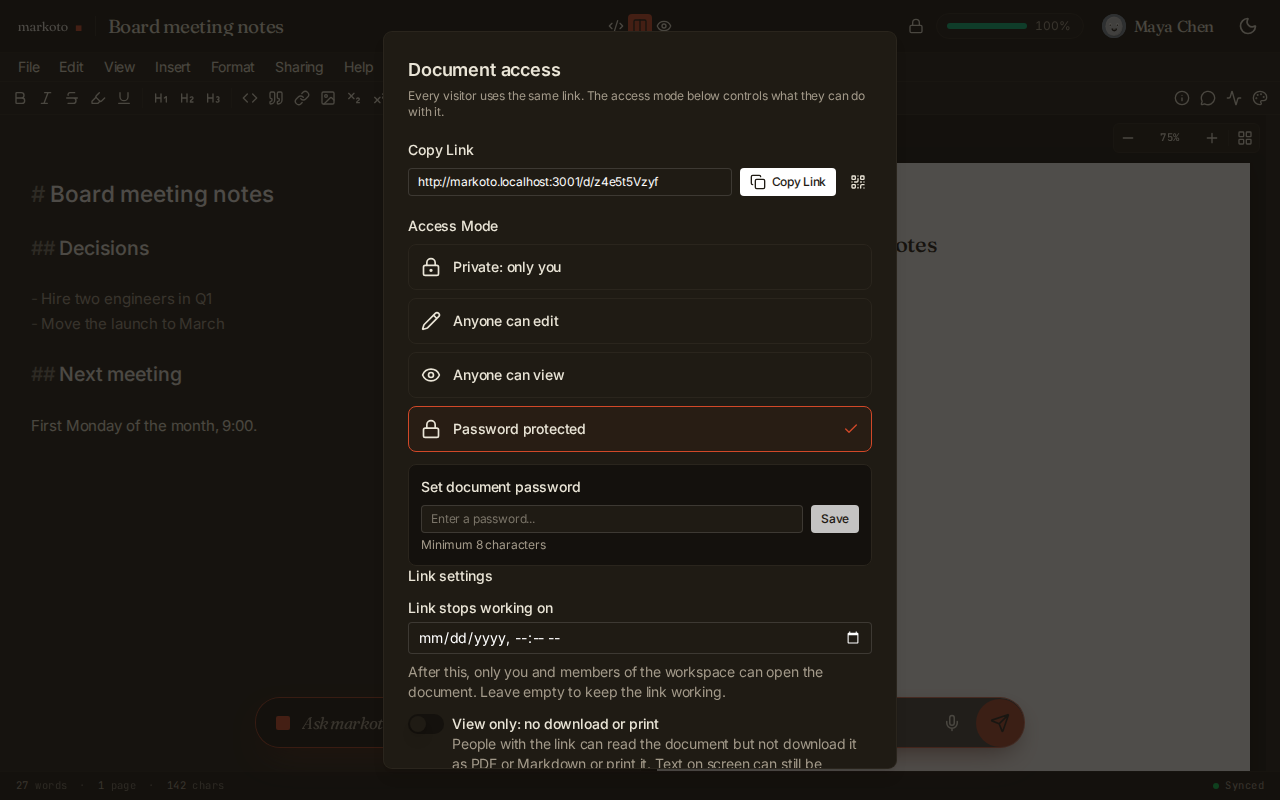 markoto
Board meeting notes
100%
Maya Chen
File Edit View Insert Format Sharing Help
H1 H2 H3
75%
# Board meeting notes
## Decisions
- Hire two engineers in Q1
- Move the launch to March
## Next meeting
First Monday of the month, 9:00.
otes
Document access
Every visitor uses the same link. The access mode below controls what they can do
with it.
Copy Link
http://markoto.localhost:3001/d/z4e5t5Vzyf
Copy Link
Access Mode
Private: only you
Anyone can edit
Anyone can view
Password protected
Set document password
Enter a password...
Save
Minimum 8 characters
Link settings
Link stops working on
mm/dd/yyyy, --:-- --
After this, only you and members of the workspace can open the
document. Leave empty to keep the link working.
View only: no download or print
People with the link can read the document but not download it
as PDF or Markdown or print it. Text on screen can still be
Ask markot
27 words · 1 page · 142 chars
Synced